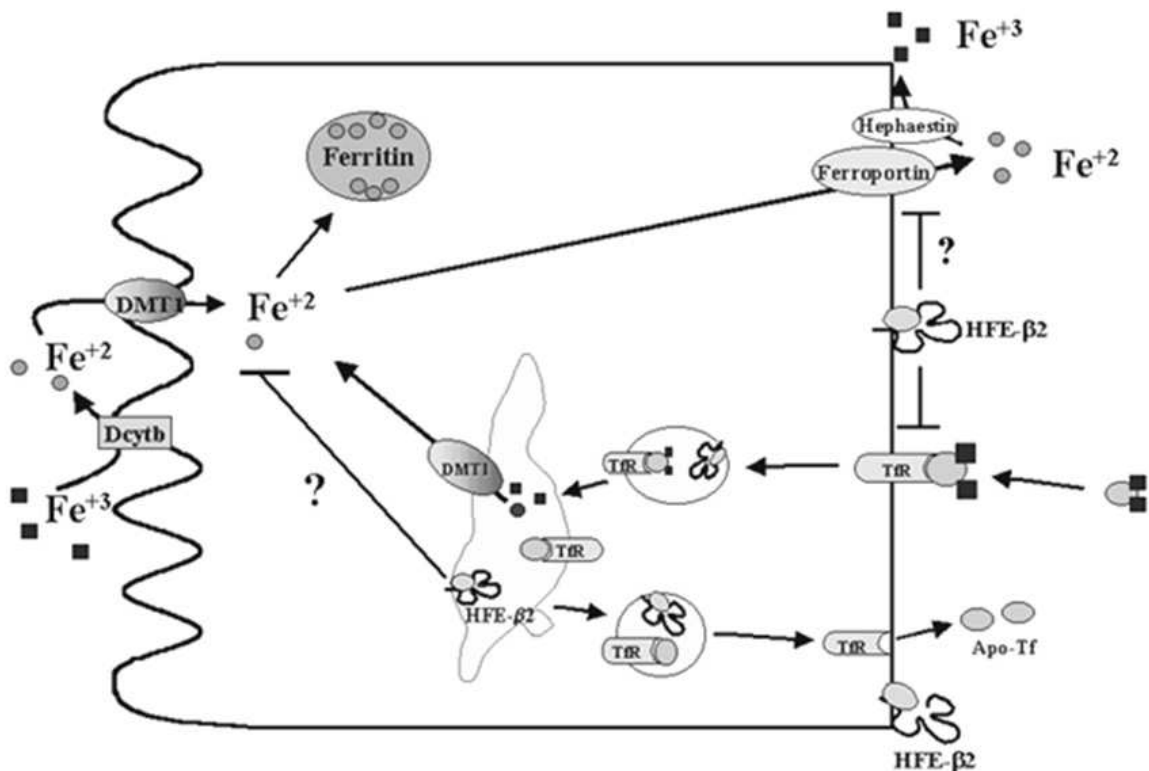 Fe+3
Hephaestin
Ferritin
Ferroportin
Fe+2
?
DMT1
Fe+2
HFE-β2
Fe+2
Dcytb
TfR
DMT1
TfR
?
Fe+3
TfR
HFE-β2
TfR
TfR
Apo-Tf
HFE-β2